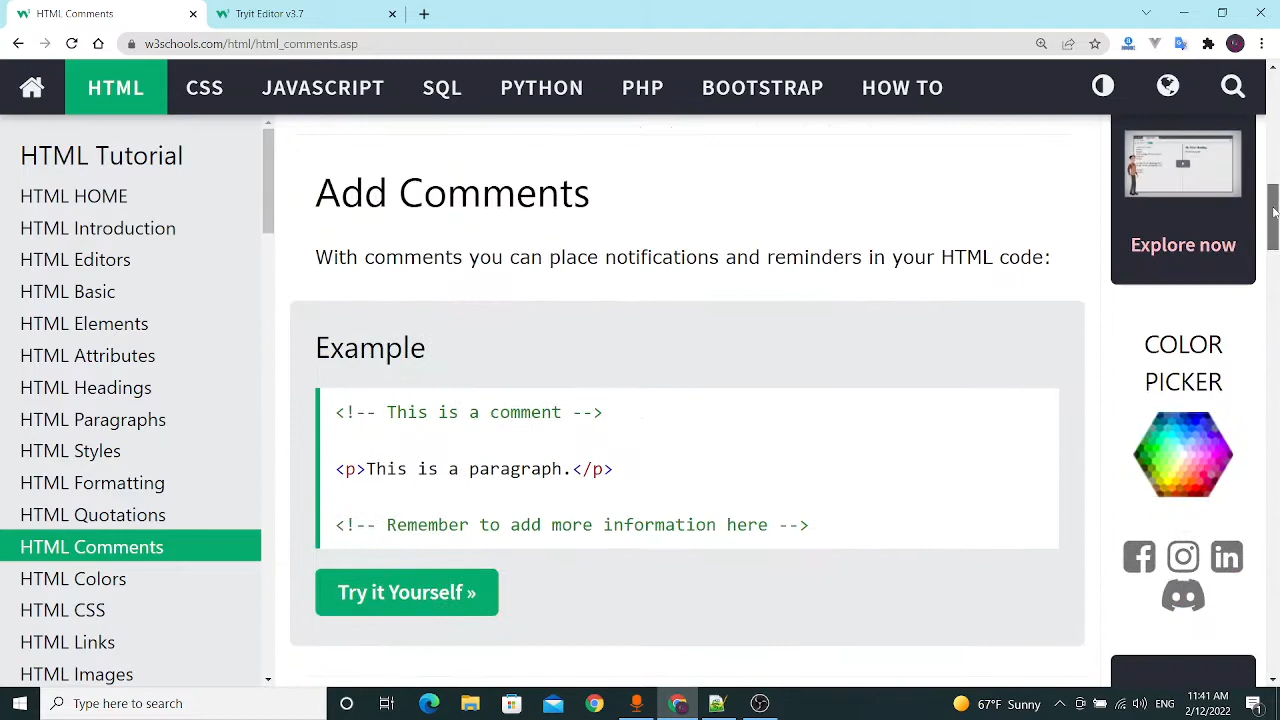 HTML Comments
Tryit Editor v3.7
w3schools.com/html/html_comments.asp
HTML
CSS
JAVASCRIPT
SQL
PYTHON
PHP
BOOTSTRAP
HOW TO
HTML Tutorial
HTML HOME
HTML Introduction
HTML Editors
HTML Basic
HTML Elements
HTML Attributes
HTML Headings
HTML Paragraphs
HTML Styles
HTML Formatting
HTML Quotations
HTML Comments
HTML Colors
HTML CSS
HTML Links
HTML Images
Add Comments
With comments you can place notifications and reminders in your HTML code:
Example
<!-- This is a comment -->
<p>This is a paragraph.</p>
<!-- Remember to add more information here -->
Try it Yourself »
Explore now
COLOR
PICKER
Type here to search
67°F Sunny
11:41 AM
2/12/2022